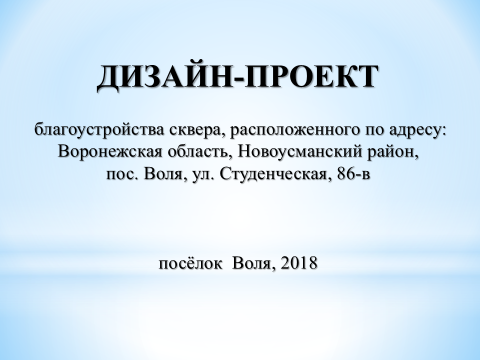 ДИЗАЙН-ПРОЕКТ
благоустройства сквера, расположенного по адресу:
Воронежская область, Новоусманский район,
пос. Воля, ул. Студенческая, 86-в
посёлок Воля, 2018